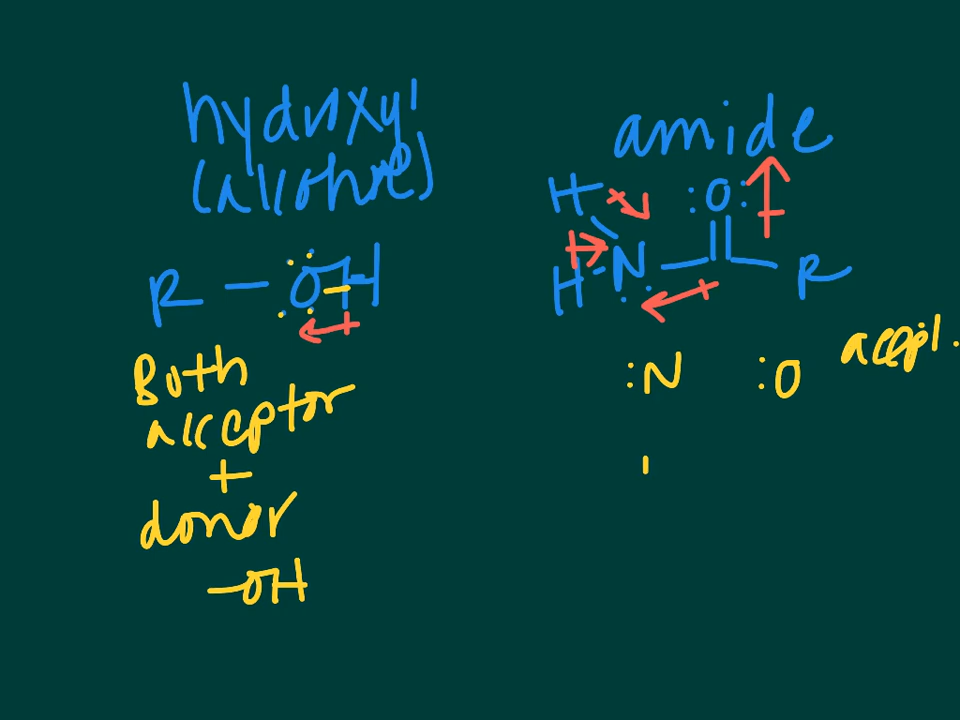 hydroxyl
(alcohol)
R — OH
Both
acceptor
+
donor
-OH
amide
H
:O:
H N R
:N :O